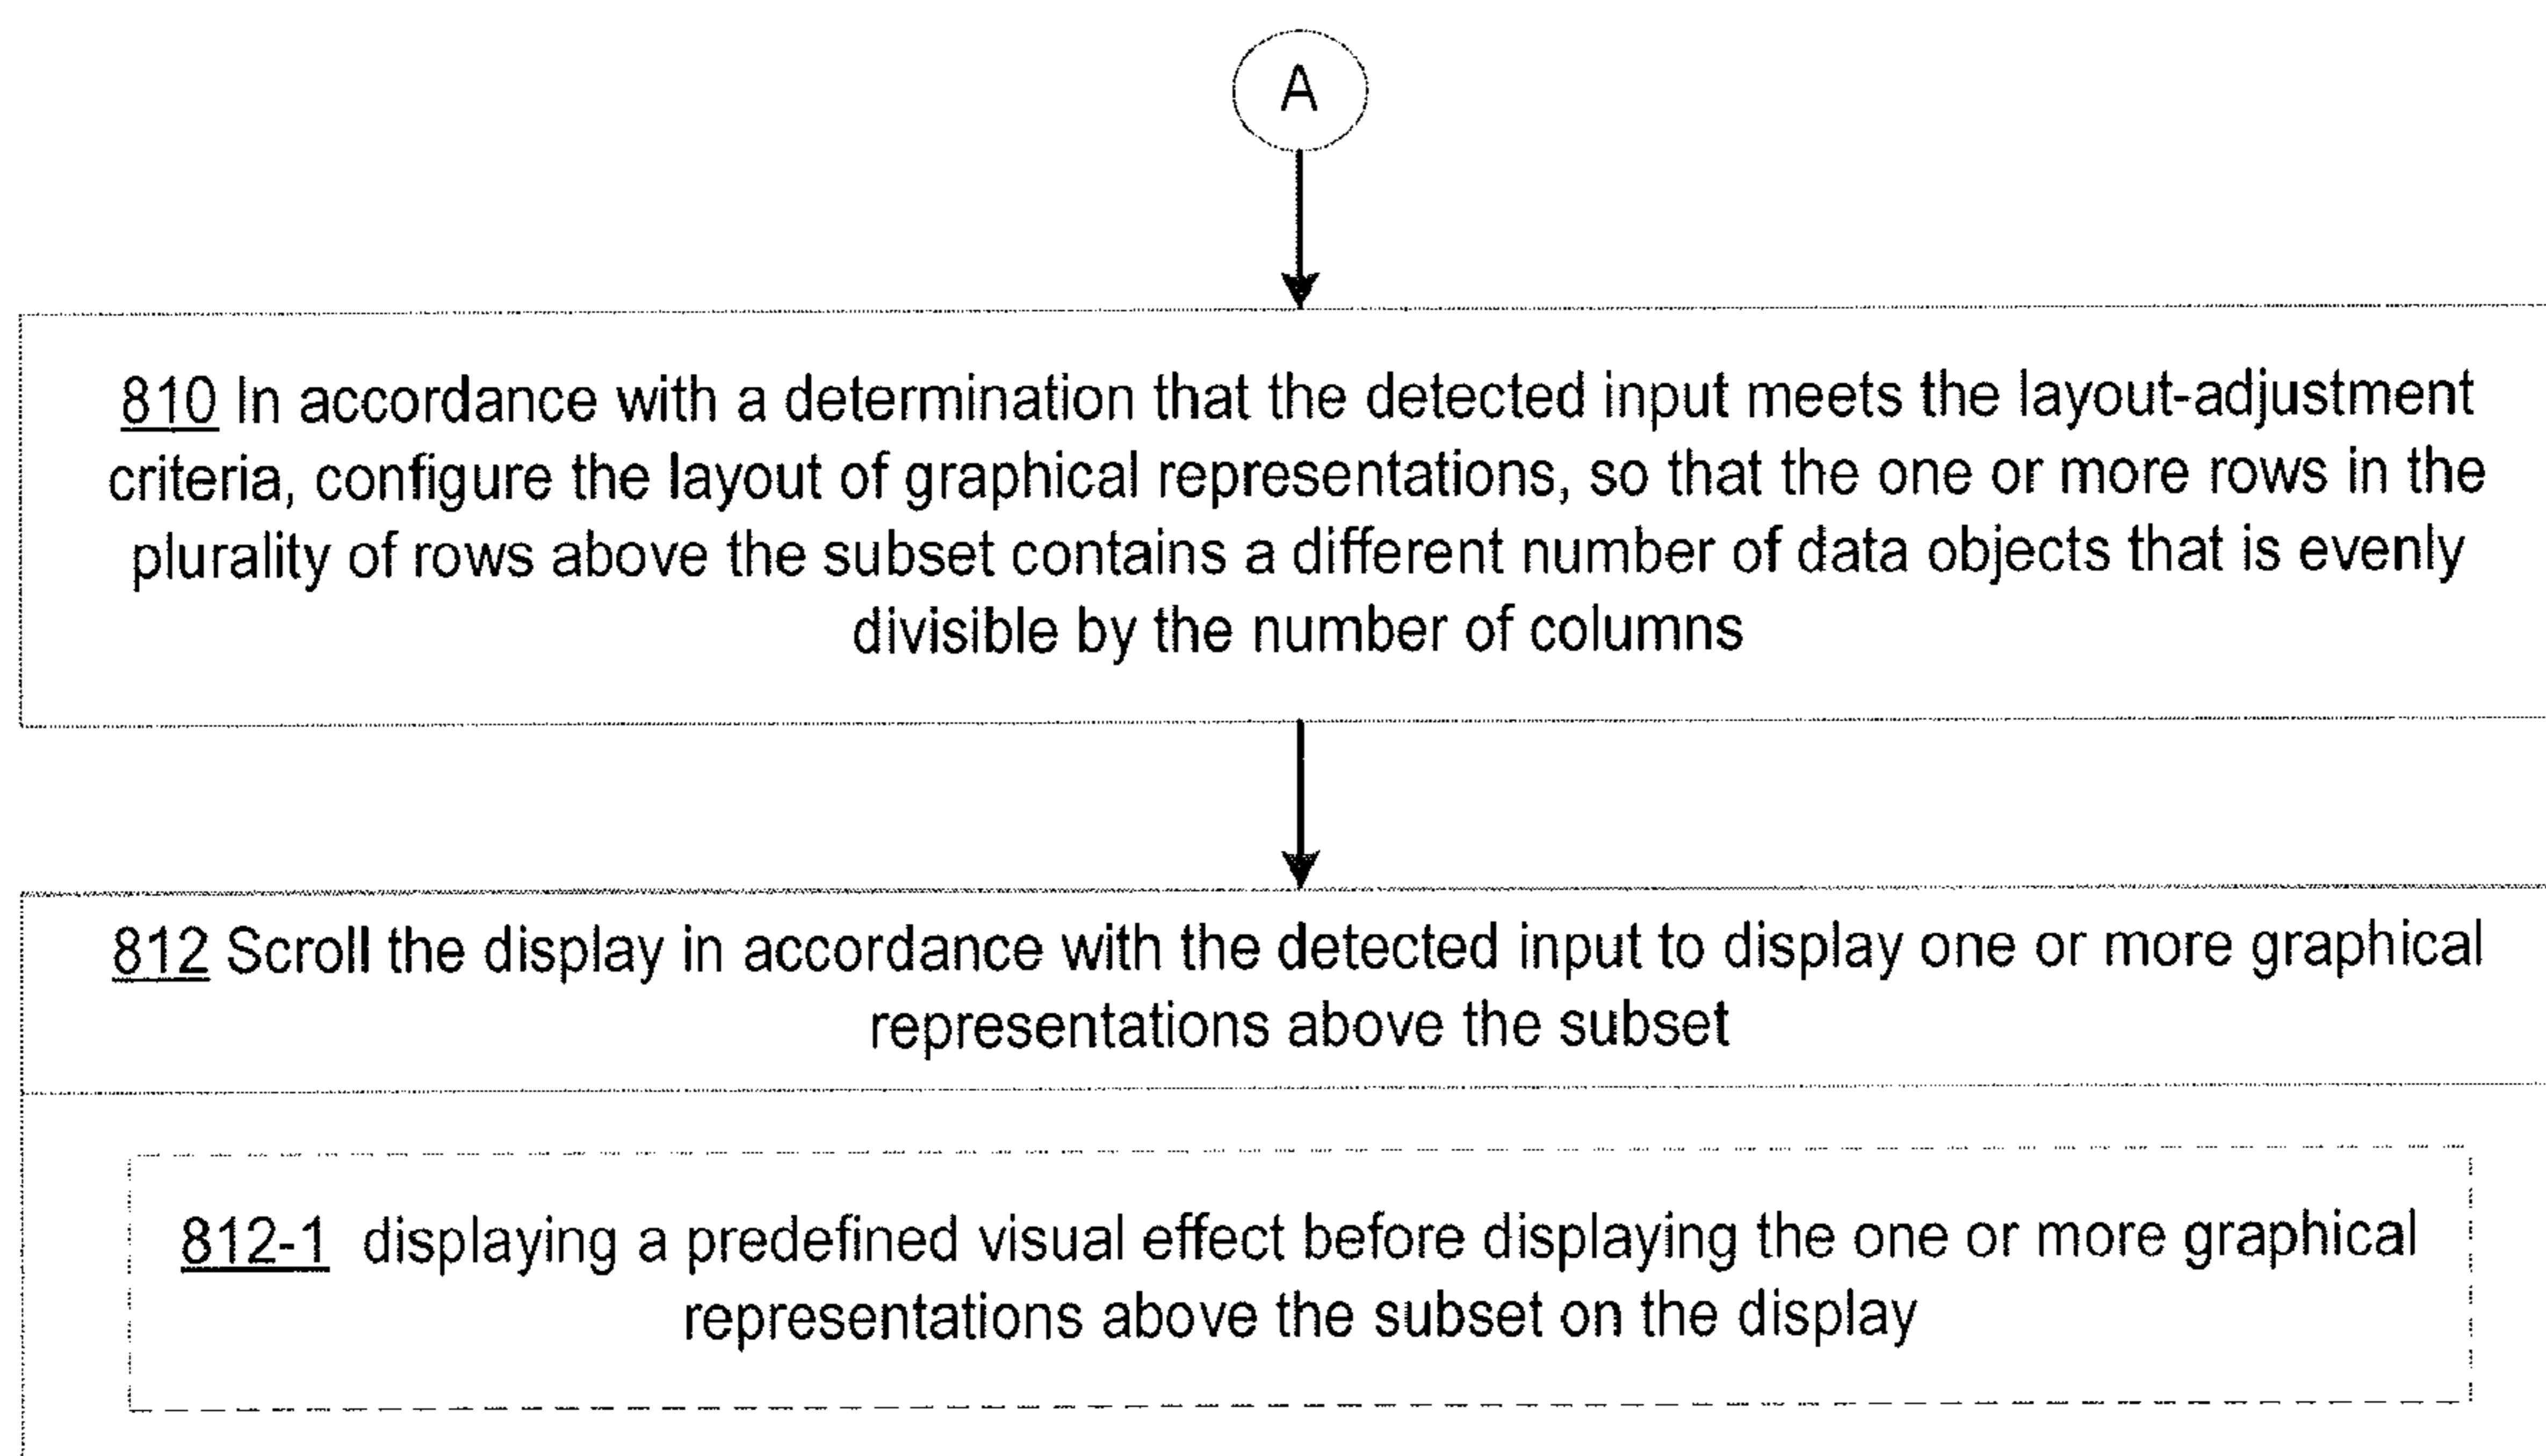 A
810 In accordance with a determination that the detected input meets the layout-adjustment
criteria, configure the layout of graphical representations, so that the one or more rows in the
plurality of rows above the subset contains a different number of data objects that is evenly
divisible by the number of columns
812 Scroll the display in accordance with the detected input to display one or more graphical
representations above the subset
812-1 displaying a predefined visual effect before displaying the one or more graphical
representations above the subset on the display